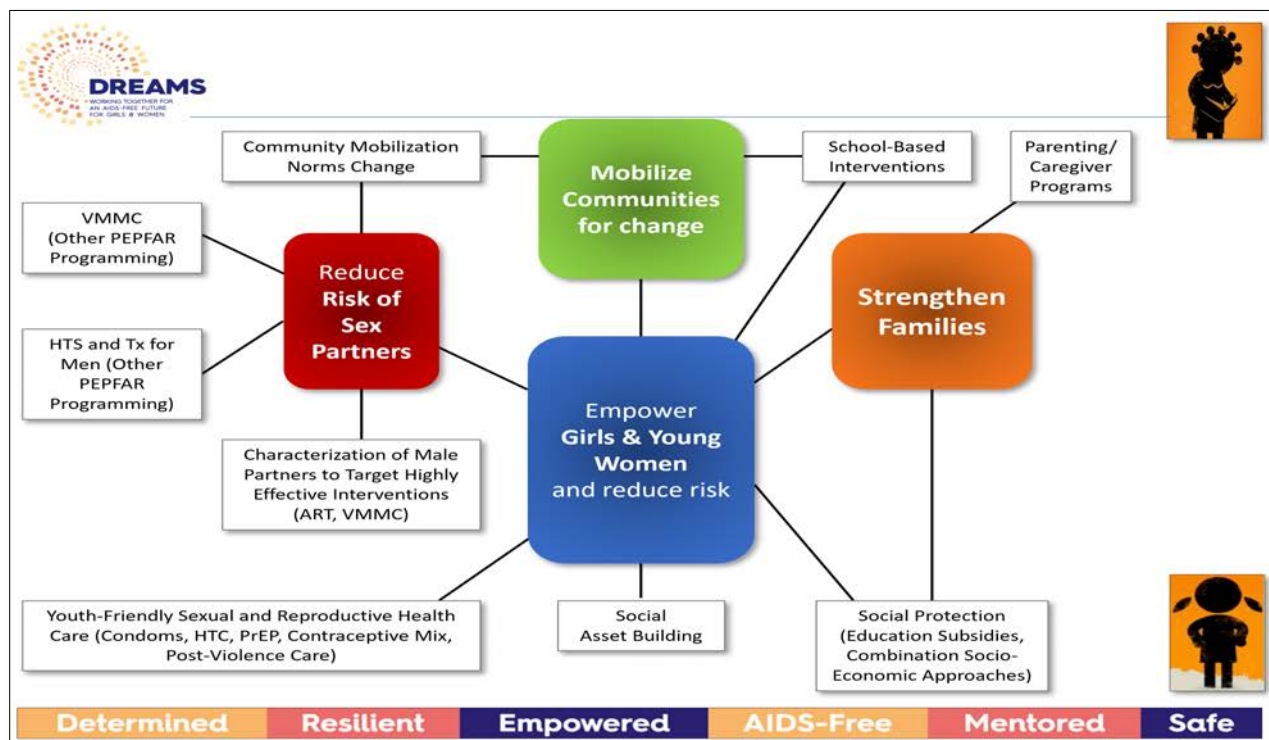 DREAMS
WORKING TOGETHER FOR
AN AIDS-FREE FUTURE
FOR GIRLS & WOMEN
Community Mobilization
Norms Change
Mobilize
Communities
for change
School-Based
Interventions
Parenting/
Caregiver
Programs
VMMC
(Other PEPFAR
Programming)
Reduce
Risk of
Sex
Partners
Strengthen
Families
HTS and Tx for
Men (Other
PEPFAR
Programming)
Empower
Girls & Young
Women
and reduce risk
Characterization of Male
Partners to Target Highly
Effective Interventions
(ART, VMMC)
Youth-Friendly Sexual and Reproductive Health
Care (Condoms, HTC, PrEP, Contraceptive Mix,
Post-Violence Care)
Social
Asset Building
Social Protection
(Education Subsidies,
Combination Socio-
Economic Approaches)
Determined Resilient Empowered AIDS-Free Mentored Safe